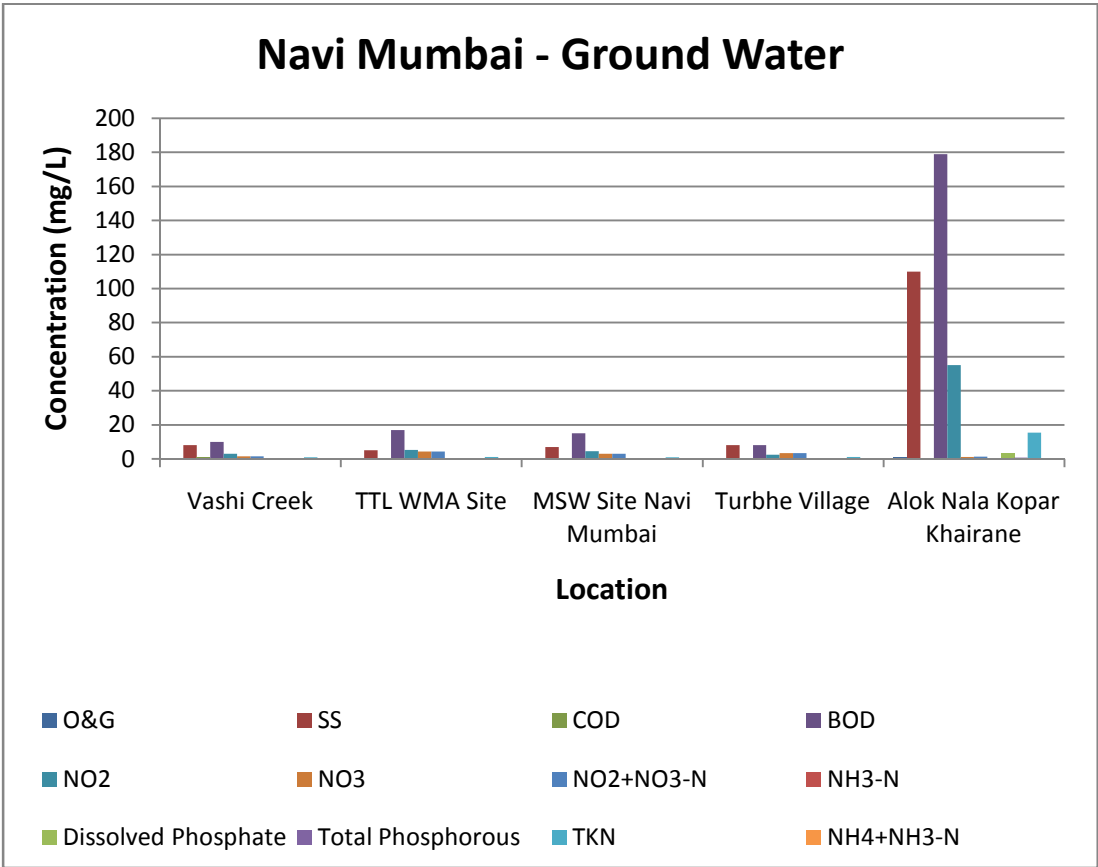 Navi Mumbai - Ground Water
Concentration (mg/L)
200
180
160
140
120
100
80
60
40
20
0
Vashi Creek TTL WMA Site MSW Site Navi Turbhe Village Alok Nala Kopar
Mumbai Khairane
Location
O&G SS COD BOD
NO2 NO3 NO2+NO3-N NH3-N
Dissolved Phosphate Total Phosphorous TKN NH4+NH3-N